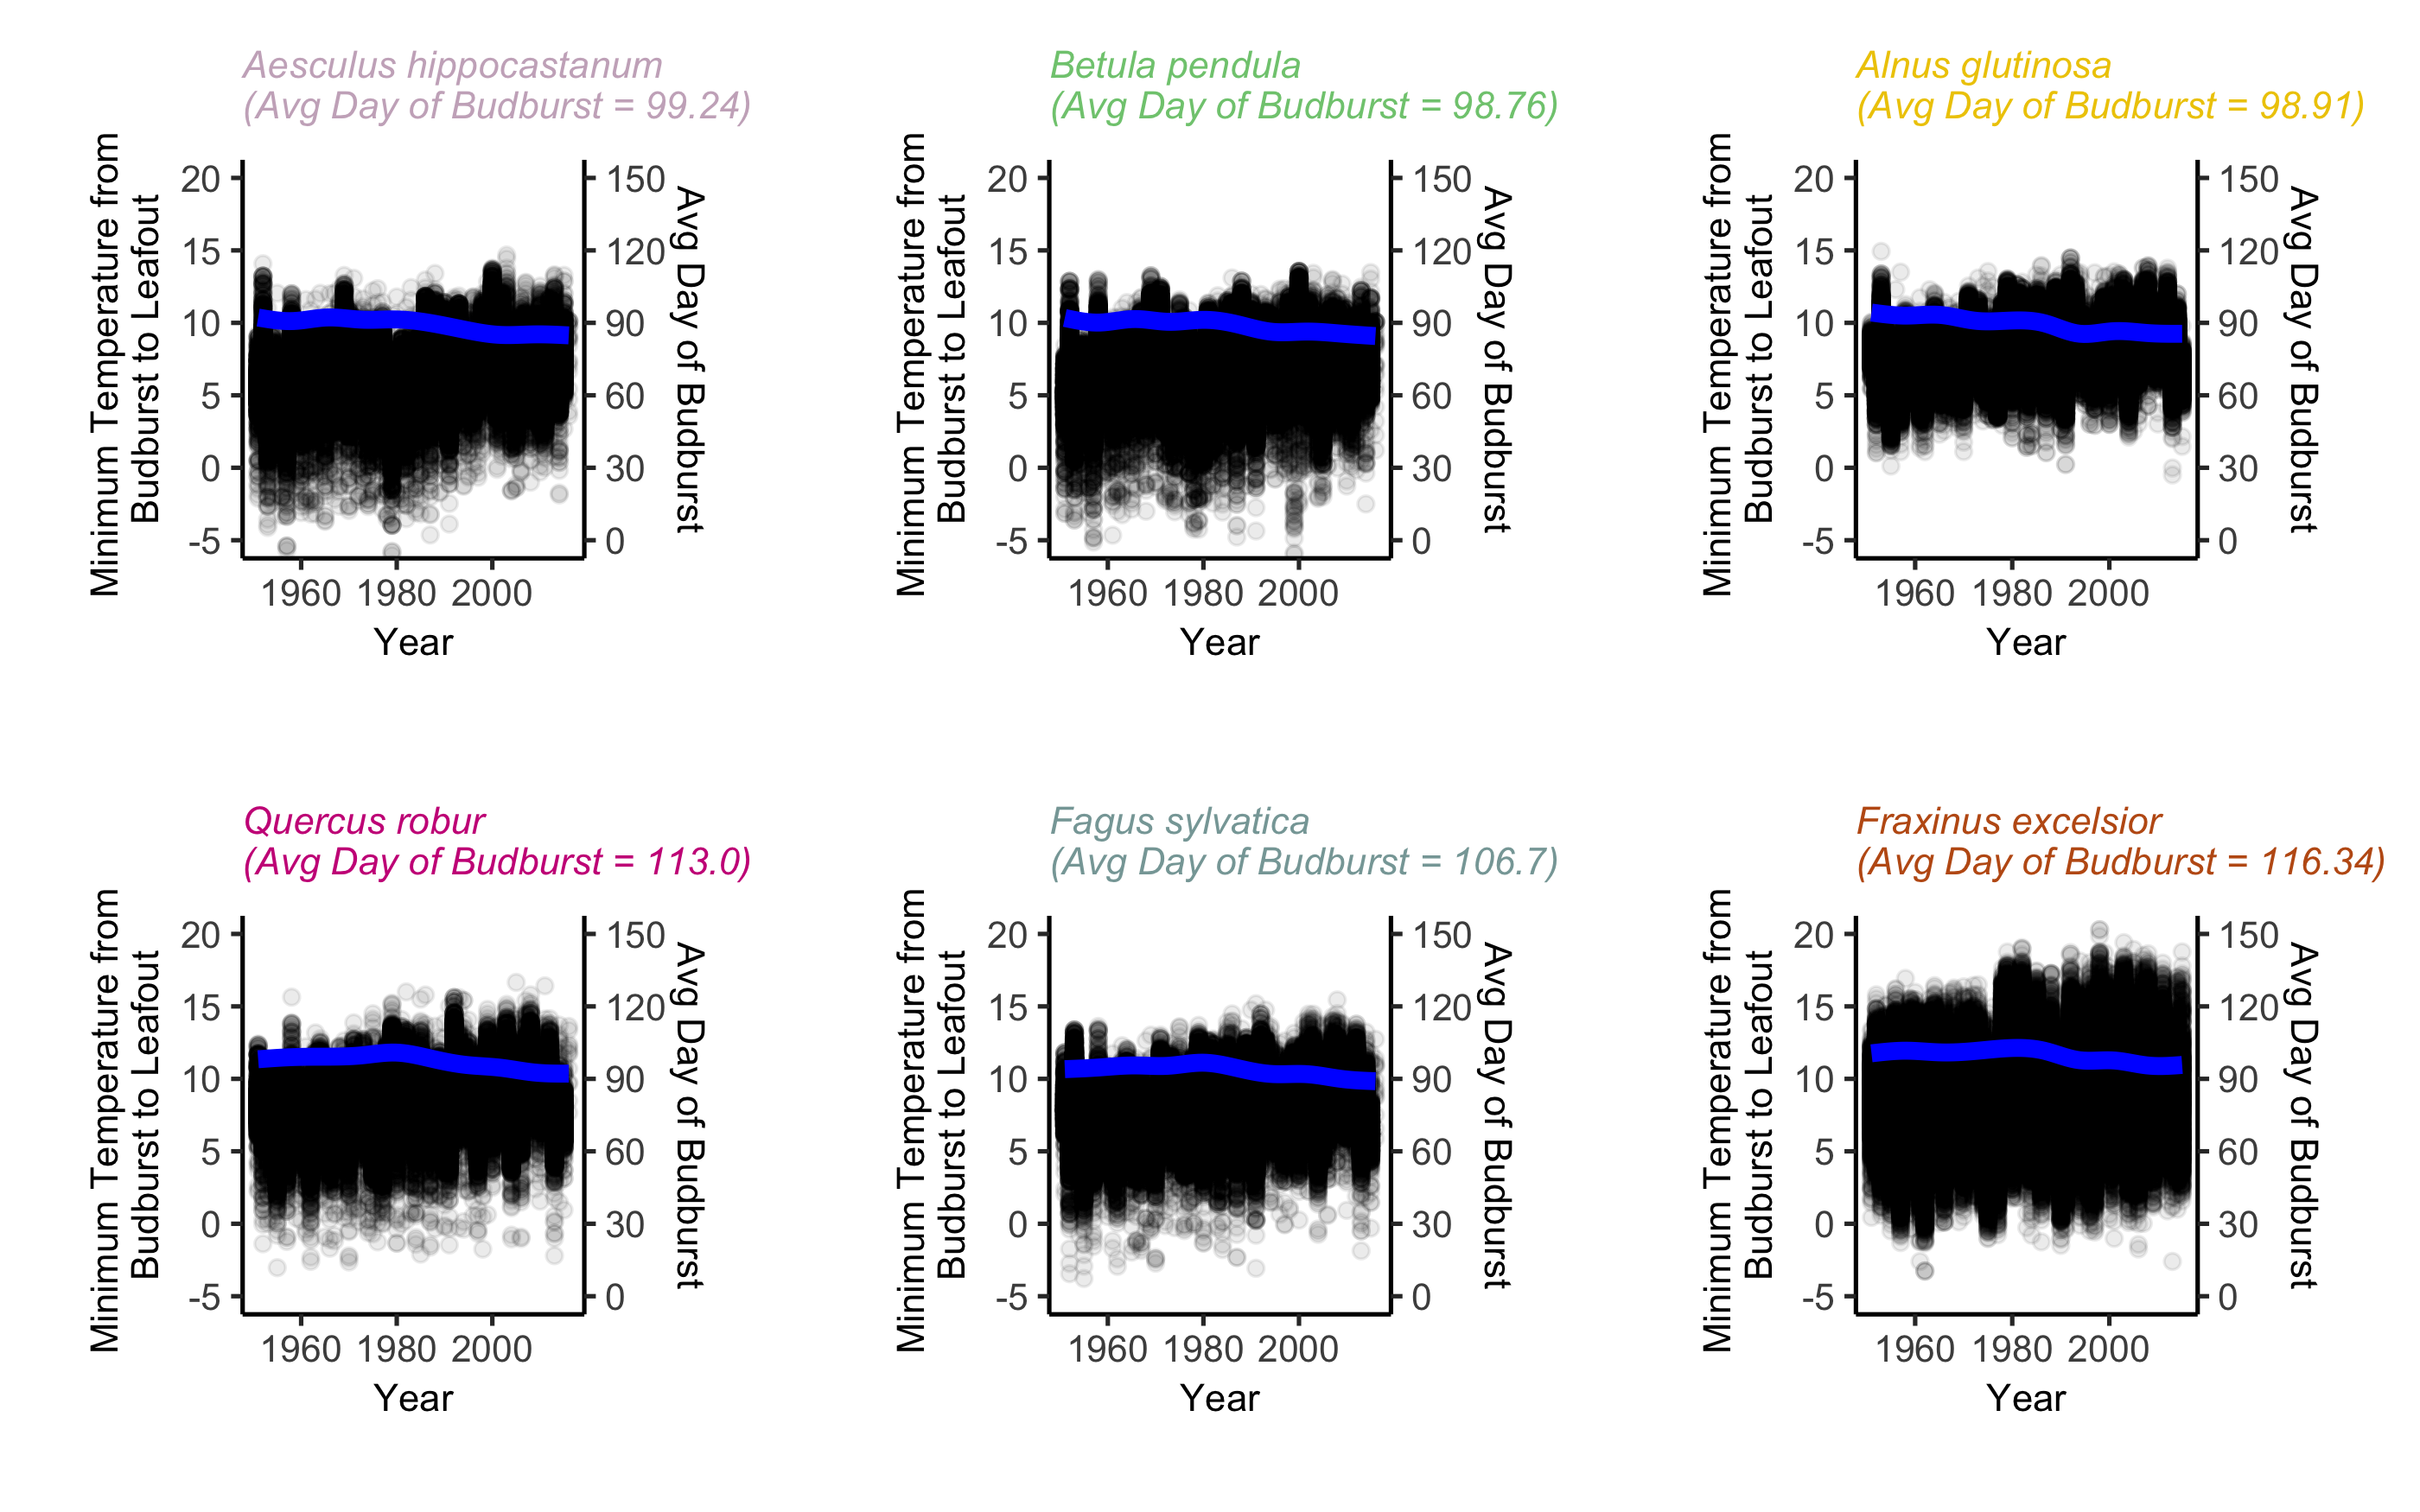 Aesculus hippocastanum
(Avg Day of Budburst = 99.24)
Minimum Temperature from
Budburst to Leafout
20
15
10
5
0
-5
150
120
90
60
30
0
Avg Day of Budburst
1960 1980 2000
Year
Betula pendula
(Avg Day of Budburst = 98.76)
Minimum Temperature from
Budburst to Leafout
20
15
10
5
0
-5
150
120
90
60
30
0
Avg Day of Budburst
1960 1980 2000
Year
Alnus glutinosa
(Avg Day of Budburst = 98.91)
Minimum Temperature from
Budburst to Leafout
20
15
10
5
0
-5
150
120
90
60
30
0
Avg Day of Budburst
1960 1980 2000
Year
Quercus robur
(Avg Day of Budburst = 113.0)
Minimum Temperature from
Budburst to Leafout
20
15
10
5
0
-5
150
120
90
60
30
0
Avg Day of Budburst
1960 1980 2000
Year
Fagus sylvatica
(Avg Day of Budburst = 106.7)
Minimum Temperature from
Budburst to Leafout
20
15
10
5
0
-5
150
120
90
60
30
0
Avg Day of Budburst
1960 1980 2000
Year
Fraxinus excelsior
(Avg Day of Budburst = 116.34)
Minimum Temperature from
Budburst to Leafout
20
15
10
5
0
-5
150
120
90
60
30
0
Avg Day of Budburst
1960 1980 2000
Year